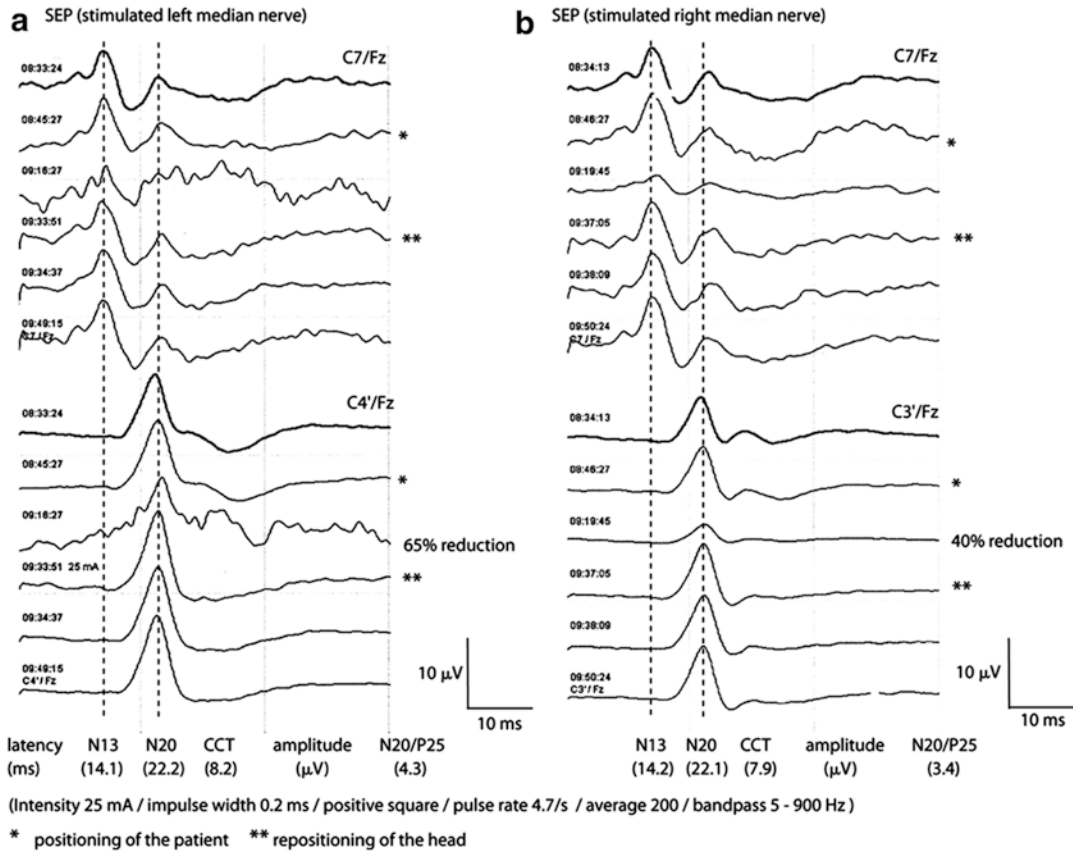 a SEP (stimulated left median nerve)
C7/Fz
08:33:24
08:45:27
*
09:16:27
09:33:51
**
09:34:37
09:49:15
C7/Fz
C4'/Fz
08:33:24
08:45:27
*
09:16:27
65% reduction
09:33:51 25 mA
**
09:34:37
09:49:15
C4'/Fz
10 µV
10 ms
b SEP (stimulated right median nerve)
C7/Fz
08:34:13
08:46:27
*
09:19:45
09:37:05
**
09:38:09
09:50:24
C7/Fz
C3'/Fz
08:34:13
08:46:27
*
09:19:45
40% reduction
09:37:05
**
09:38:09
09:50:24
C3'/Fz
10 µV
10 ms
latency N13 N20 CCT amplitude N20/P25 N13 N20 CCT amplitude N20/P25
(ms) (14.1) (22.2) (8.2) (µV) (4.3) (14.2) (22.1) (7.9) (µV) (3.4)
(Intensity 25 mA / impulse width 0.2 ms / positive square / pulse rate 4.7/s / average 200 / bandpass 5 - 900 Hz )
* positioning of the patient ** repositioning of the head